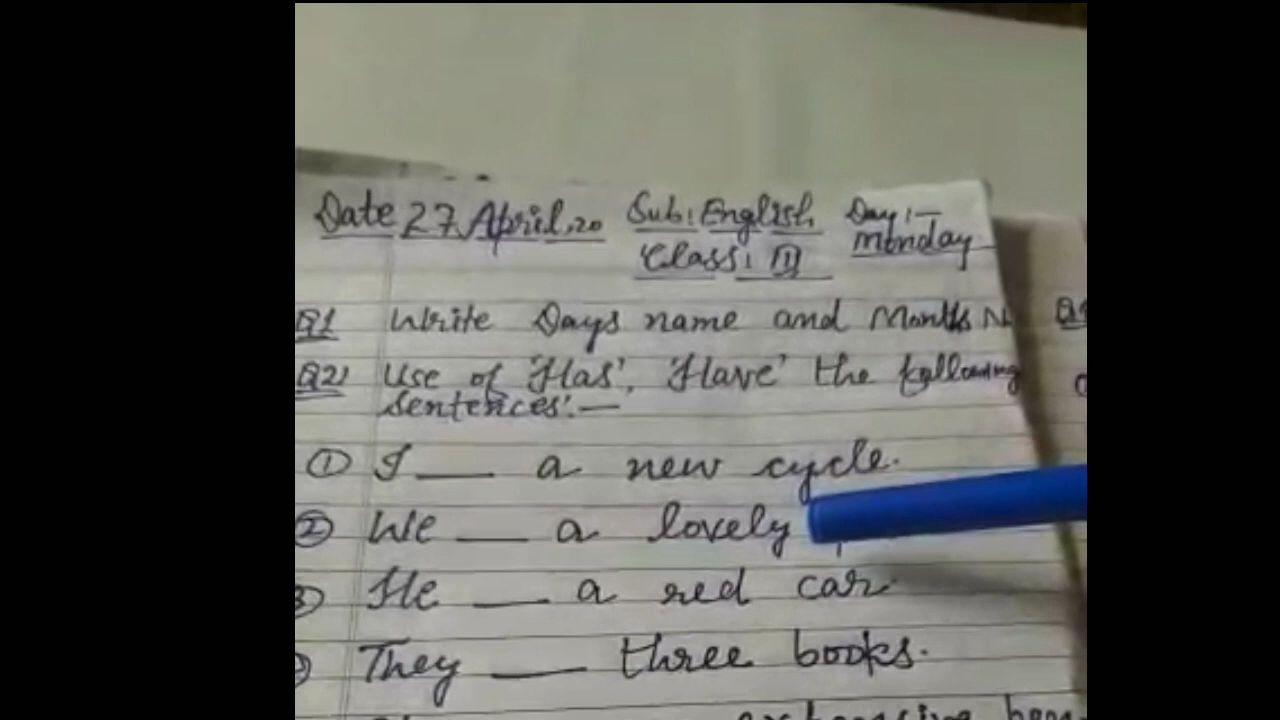 Date 27 April, 20 Sub: English Day :-
Class: III Monday
Q1 Write Days name and Months N
Q2) Use of 'Has', 'Have' the following
sentences:—
① I ___ a new cycle.
② We ___ a lovely
3) He ___ a red car
They ___ three books.
expensive